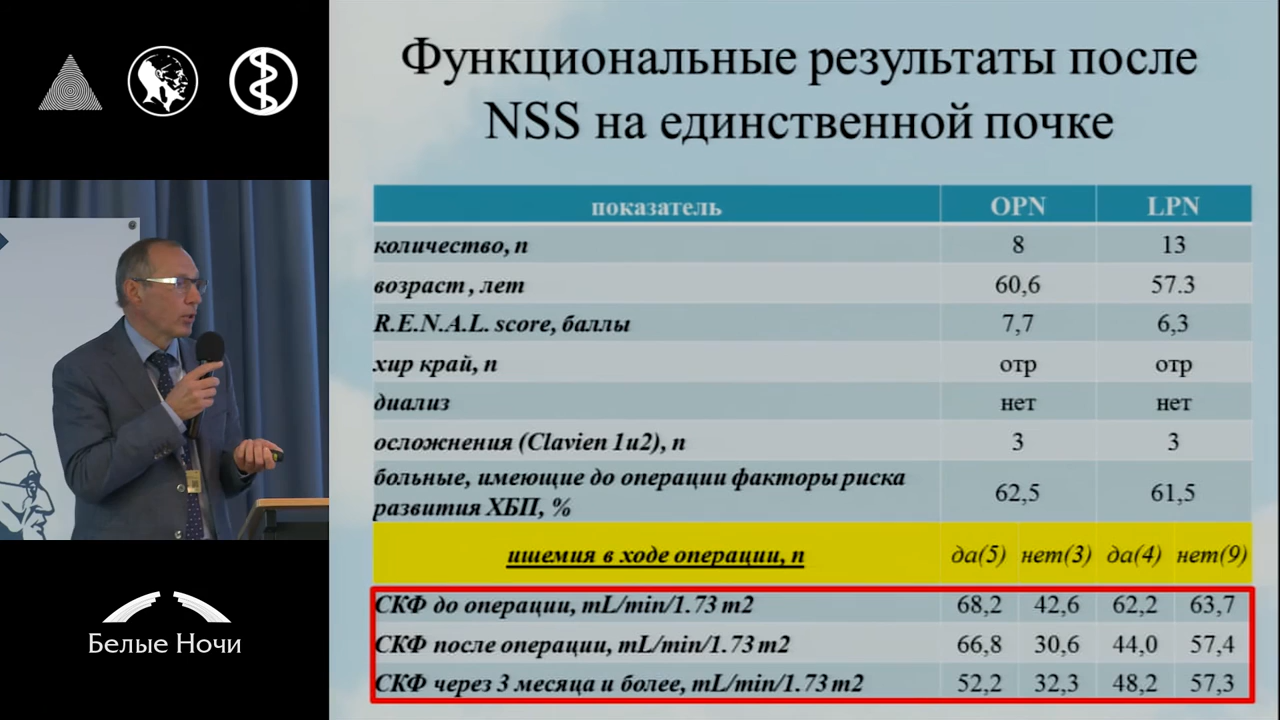 Функциональные результаты после
NSS на единственной почке
показатель OPN LPN
количество, n 8 13
возраст, лет 60,6 57.3
R.E.N.A.L. score, баллы 7,7 6,3
хир край, n отр отр
диализ нет нет
осложнения (Clavien 1и2), n 3 3
больные, имеющие до операции факторы риска
развития ХБП, % 62,5 61,5
ишемия в ходе операции, n да(5) нет(3) да(4) нет(9)
СКФ до операции, mL/min/1.73 m2 68,2 42,6 62,2 63,7
СКФ после операции, mL/min/1.73 m2 66,8 30,6 44,0 57,4
СКФ через 3 месяца и более, mL/min/1.73 m2 52,2 32,3 48,2 57,3
Белые Ночи